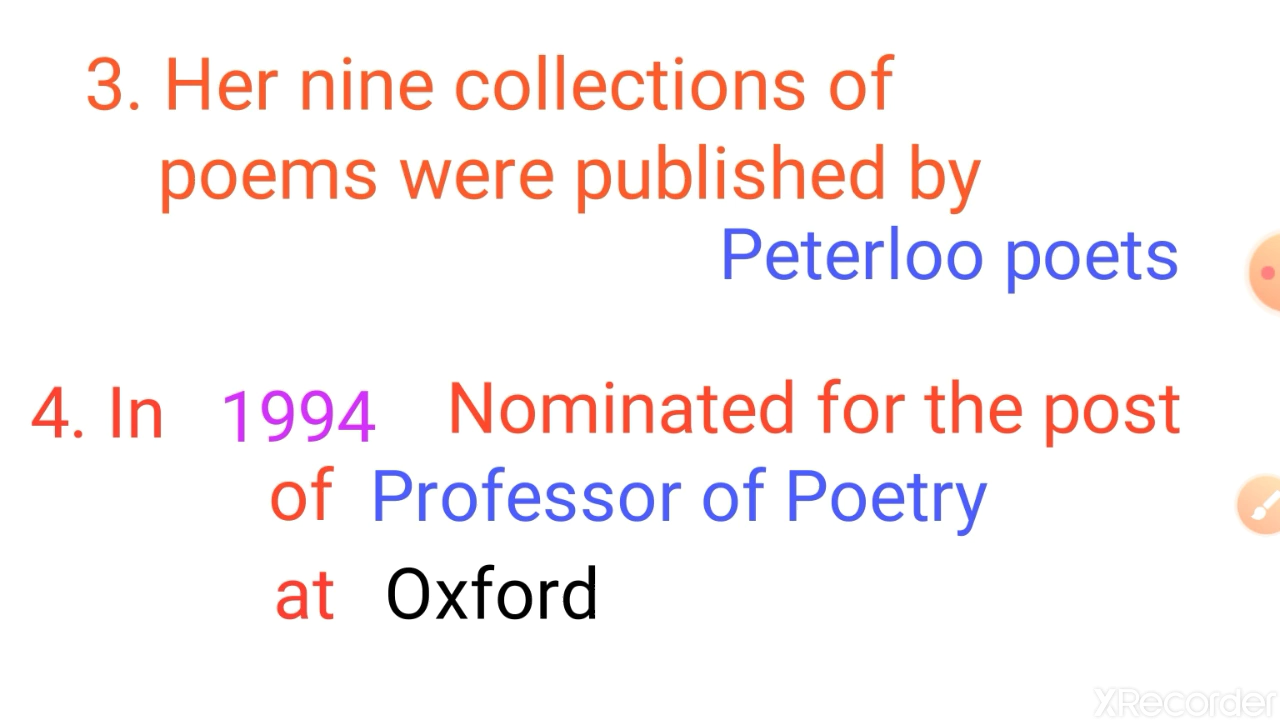 3. Her nine collections of
poems were published by
Peterloo poets
4. In 1994 Nominated for the post
of Professor of Poetry
at Oxford
XRecorder